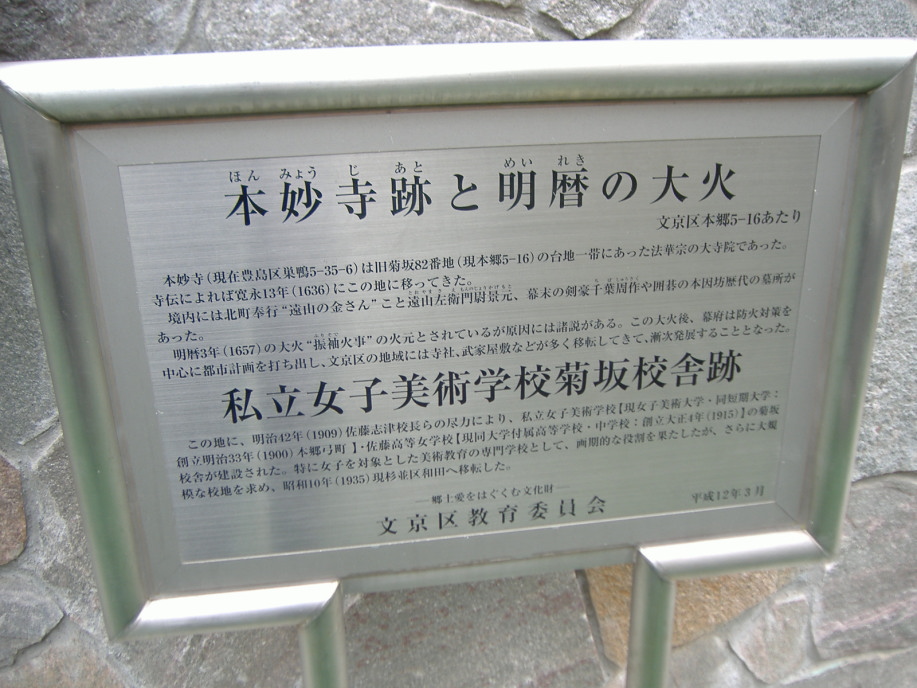 ほんみょうじあと めいれき
本妙寺跡と明暦の大火
文京区本郷5−16あたり
本妙寺(現在豊島区巣鴨5−35−6)は旧菊坂82番地(現本郷5−16)の台地一帯にあった法華宗の大寺院であった。
寺伝によれば寛永13年(1636)にこの地に移ってきた。
境内には北町奉行“遠山の金さん”こと遠山左衛門尉景元、幕末の剣豪千葉周作や囲碁の本因坊歴代の墓所が
あった。
明暦3年(1657)の大火“振袖火事”の火元とされているが原因には諸説がある。この大火後、幕府は防火対策を
中心に都市計画を打ち出し、文京区の地域には寺社、武家屋敷などが多く移転してきて、漸次発展することとなった。
私立女子美術学校菊坂校舎跡
この地に、明治42年(1909)佐藤志津校長らの尽力により、私立女子美術学校【現女子美術大学・同短期大学:
創立明治33年(1900)本郷弓町】・佐藤高等女学校【現同大学付属高等学校・中学校:創立大正4年(1915)】の菊坂
校舎が建設された。特に女子を対象とした美術教育の専門学校として、画期的な役割を果たしたが、さらに大規
模な校地を求め、昭和10年(1935)現杉並区和田へ移転した。
―郷土愛をはぐくむ文化財―
文京区教育委員会 平成12年3月